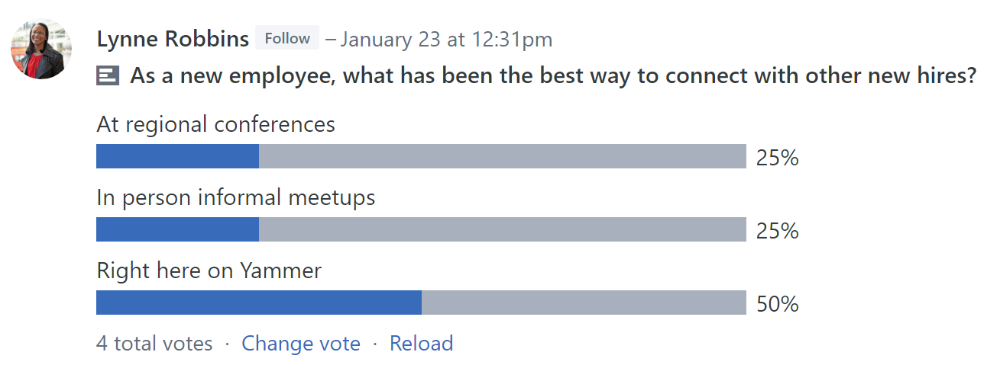 Lynne Robbins Follow – January 23 at 12:31pm
As a new employee, what has been the best way to connect with other new hires?
At regional conferences
25%
In person informal meetups
25%
Right here on Yammer
50%
4 total votes · Change vote · Reload